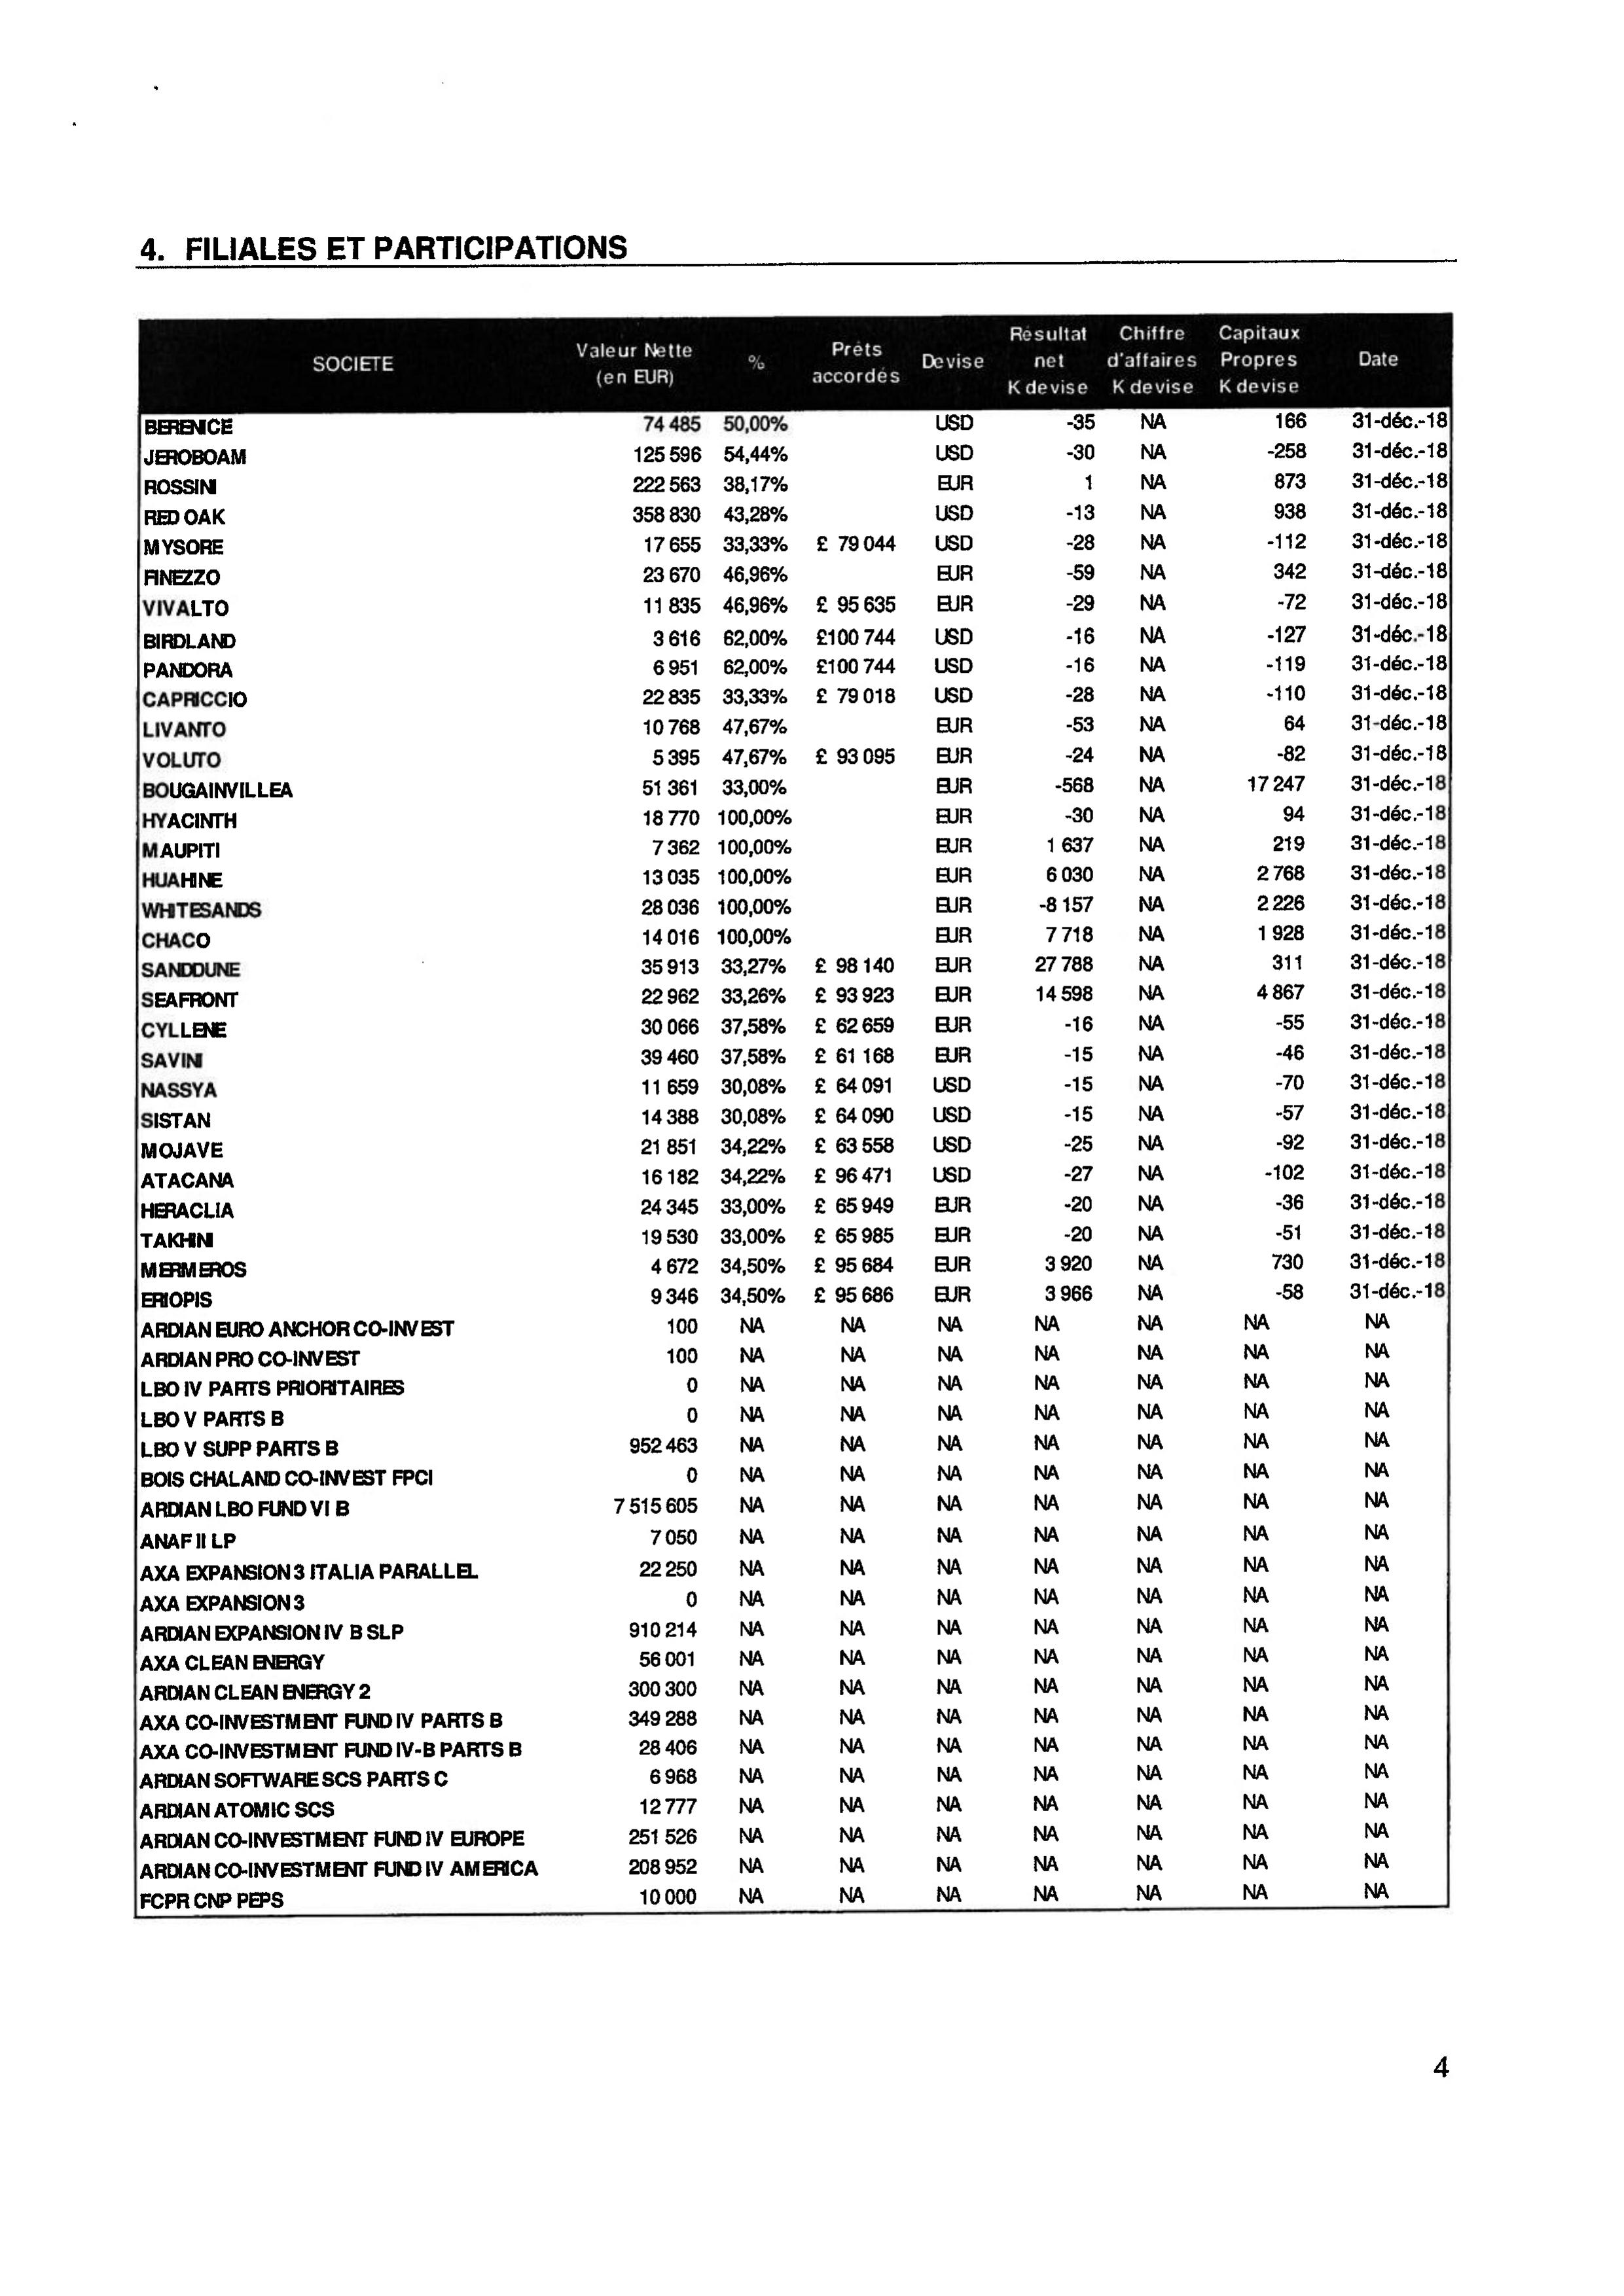 4. FILIALES ET PARTICIPATIONS
SOCIETE Valeur Nette (en EUR) % Prêts accordés Devise Résultat net K devise Chiffre d'affaires K devise Capitaux Propres K devise Date
BERENICE 74 485 50,00% USD -35 NA 166 31-déc.-18
JEROBOAM 125 596 54,44% USD -30 NA -258 31-déc.-18
ROSSINI 222 563 38,17% EUR 1 NA 873 31-déc.-18
RED OAK 358 830 43,28% USD -13 NA 938 31-déc.-18
MYSORE 17 655 33,33% £ 79 044 USD -28 NA -112 31-déc.-18
FINEZZO 23 670 46,96% EUR -59 NA 342 31-déc.-18
VIVALTO 11 835 46,96% £ 95 635 EUR -29 NA -72 31-déc.-18
BIRDLAND 3 616 62,00% £100 744 USD -16 NA -127 31-déc.-18
PANDORA 6 951 62,00% £100 744 USD -16 NA -119 31-déc.-18
CAPRICCIO 22 835 33,33% £ 79 018 USD -28 NA -110 31-déc.-18
LIVANTO 10 768 47,67% EUR -53 NA 64 31-déc.-18
VOLUTO 5 395 47,67% £ 93 095 EUR -24 NA -82 31-déc.-18
BOUGAINVILLEA 51 361 33,00% EUR -568 NA 17 247 31-déc.-18
HYACINTH 18 770 100,00% EUR -30 NA 94 31-déc.-18
MAUPITI 7 362 100,00% EUR 1 637 NA 219 31-déc.-18
HUAHINE 13 035 100,00% EUR 6 030 NA 2 768 31-déc.-18
WHITESANDS 28 036 100,00% EUR -8 157 NA 2 226 31-déc.-18
CHACO 14 016 100,00% EUR 7 718 NA 1 928 31-déc.-18
SANDDUNE 35 913 33,27% £ 98 140 EUR 27 788 NA 311 31-déc.-18
SEAFRONT 22 962 33,26% £ 93 923 EUR 14 598 NA 4 867 31-déc.-18
CYLLENE 30 066 37,58% £ 62 659 EUR -16 NA -55 31-déc.-18
SAVINI 39 460 37,58% £ 61 168 EUR -15 NA -46 31-déc.-18
NASSYA 11 659 30,08% £ 64 091 USD -15 NA -70 31-déc.-18
SISTAN 14 388 30,08% £ 64 090 USD -15 NA -57 31-déc.-18
MOJAVE 21 851 34,22% £ 63 558 USD -25 NA -92 31-déc.-18
ATACANA 16 182 34,22% £ 96 471 USD -27 NA -102 31-déc.-18
HERACLIA 24 345 33,00% £ 65 949 EUR -20 NA -36 31-déc.-18
TAKHINI 19 530 33,00% £ 65 985 EUR -20 NA -51 31-déc.-18
MERMEROS 4 672 34,50% £ 95 684 EUR 3 920 NA 730 31-déc.-18
ERIOPIS 9 346 34,50% £ 95 686 EUR 3 966 NA -58 31-déc.-18
ARDIAN EURO ANCHOR CO-INVEST 100 NA NA NA NA NA NA NA
ARDIAN PRO CO-INVEST 100 NA NA NA NA NA NA NA
LBO IV PARTS PRIORITAIRES 0 NA NA NA NA NA NA NA
LBO V PARTS B 0 NA NA NA NA NA NA NA
LBO V SUPP PARTS B 952 463 NA NA NA NA NA NA NA
BOIS CHALAND CO-INVEST FPCI 0 NA NA NA NA NA NA NA
ARDIAN LBO FUND VI B 7 515 605 NA NA NA NA NA NA NA
ANAF II LP 7 050 NA NA NA NA NA NA NA
AXA EXPANSION 3 ITALIA PARALLEL 22 250 NA NA NA NA NA NA NA
AXA EXPANSION 3 0 NA NA NA NA NA NA NA
ARDIAN EXPANSION IV B SLP 910 214 NA NA NA NA NA NA NA
AXA CLEAN ENERGY 56 001 NA NA NA NA NA NA NA
ARDIAN CLEAN ENERGY 2 300 300 NA NA NA NA NA NA NA
AXA CO-INVESTMENT FUND IV PARTS B 349 288 NA NA NA NA NA NA NA
AXA CO-INVESTMENT FUND IV-B PARTS B 28 406 NA NA NA NA NA NA NA
ARDIAN SOFTWARE SCS PARTS C 6 968 NA NA NA NA NA NA NA
ARDIAN ATOMIC SCS 12 777 NA NA NA NA NA NA NA
ARDIAN CO-INVESTMENT FUND IV EUROPE 251 526 NA NA NA NA NA NA NA
ARDIAN CO-INVESTMENT FUND IV AMERICA 208 952 NA NA NA NA NA NA NA
FCPR CNP PEPS 10 000 NA NA NA NA NA NA NA
4